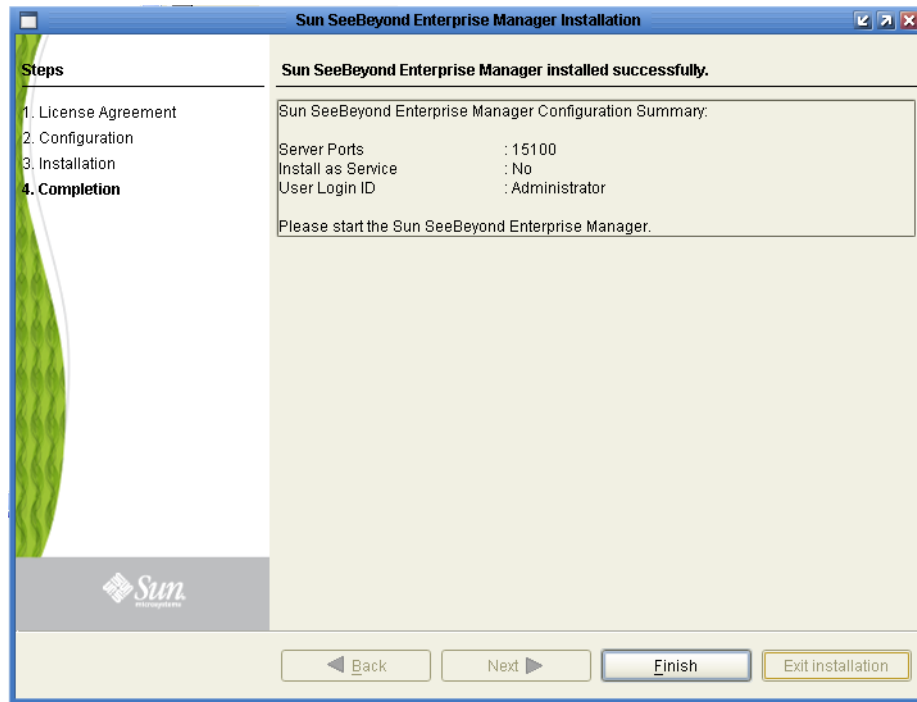 Sun SeeBeyond Enterprise Manager Installation
Steps
1. License Agreement
2. Configuration
3. Installation
4. Completion
Sun SeeBeyond Enterprise Manager installed successfully.
Sun SeeBeyond Enterprise Manager Configuration Summary:
Server Ports : 15100
Install as Service : No
User Login ID : Administrator
Please start the Sun SeeBeyond Enterprise Manager.
Sun
microsystems
Back Next Finish Exit installation